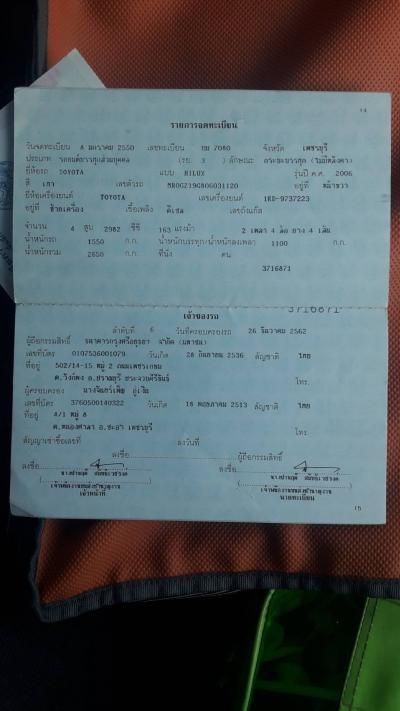 14
รายการจดทะเบียน
วันจดทะเบียน 8 มกราคม 2550 เลขทะเบียน บม 7080 จังหวัด เพชรบุรี
ประเภท รถยนต์บรรทุกส่วนบุคคล (รย. 3 ) ลักษณะ กระบะบรรทุก (ไม่มีหลังคา)
ยี่ห้อรถ TOYOTA แบบ HILUX รุ่นปี ค.ศ. 2006
สี เทา เลขตัวรถ MR0GZ19G806031120 อยู่ที่ หน้าขวา
ยี่ห้อเครื่องยนต์ TOYOTA เลขเครื่องยนต์ 1KD-9737223
อยู่ที่ ข้างเครื่อง เชื้อเพลิง ดีเซล เลขถังแก๊ส
จำนวน 4 สูบ 2982 ซีซี 163 แรงม้า 2 เพลา 4 ล้อ ยาง 4 เส้น
น้ำหนักรถ 1550 ก.ก. น้ำหนักบรรทุก/น้ำหนักลงเพลา 1100 ก.ก.
น้ำหนักรวม 2650 ก.ก. ที่นั่ง คน
3716871
3716871
เจ้าของรถ
ลำดับที่ 6 วันที่ครอบครองรถ 26 ธันวาคม 2562
ผู้ถือกรรมสิทธิ์ ธนาคารกรุงศรีอยุธยา จำกัด (มหาชน)
เลขที่บัตร 0107536001079 วันเกิด 28 กันยายน 2536 สัญชาติ ไทย
ที่อยู่ 502/14-15 หมู่ 2 ถนนเพชรเกษม
ต.วังก์พง อ.ปราณบุรี ประจวบคีรีขันธ์ โทร.
ผู้ครอบครอง
เลขที่บัตร 3760500140322 วันเกิด 18 พฤษภาคม 2513 สัญชาติ ไทย
ที่อยู่ 4/1 หมู่ 8
ต.หนองศาลา อ.ชะอำ เพชรบุรี โทร.
สัญญาเช่าซื้อเลขที่ ลงวันที่
ลงชื่อ ผู้ถือกรรมสิทธิ์
ลงชื่อ ลงชื่อ
เจ้าหน้าที่ นายทะเบียน
15